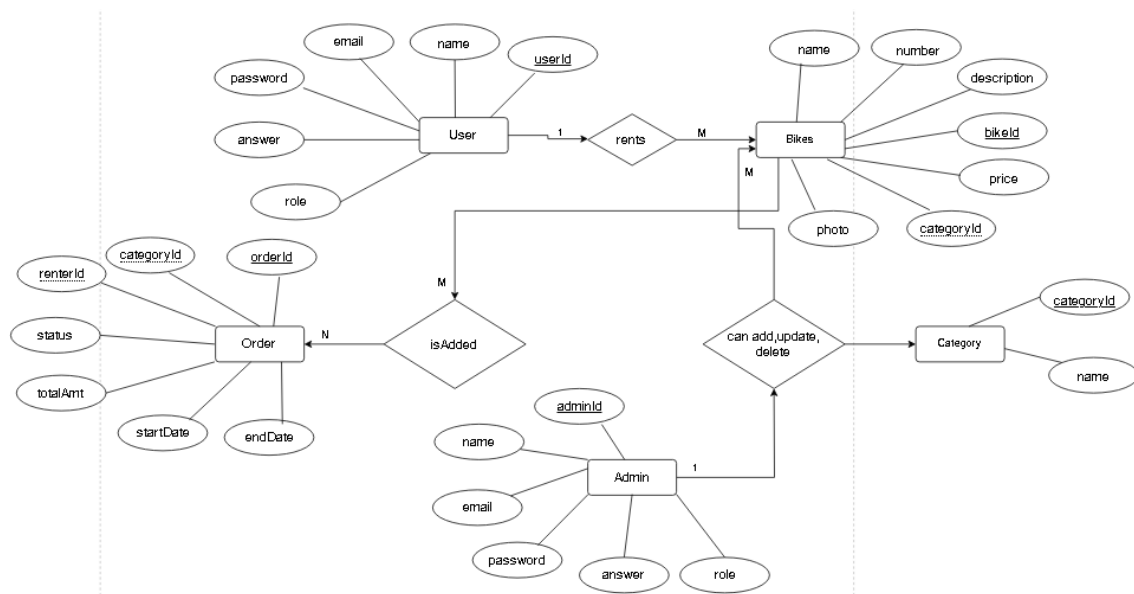 email
name
userId
password
answer
role
User
1
rents
M
name
number
description
bikeId
price
categoryId
photo
Bikes
M
renterId
categoryId
orderId
status
totalAmt
startDate
endDate
Order
N
M
isAdded
can add,update,
delete
categoryId
Category
name
adminId
name
email
password
answer
role
Admin
1